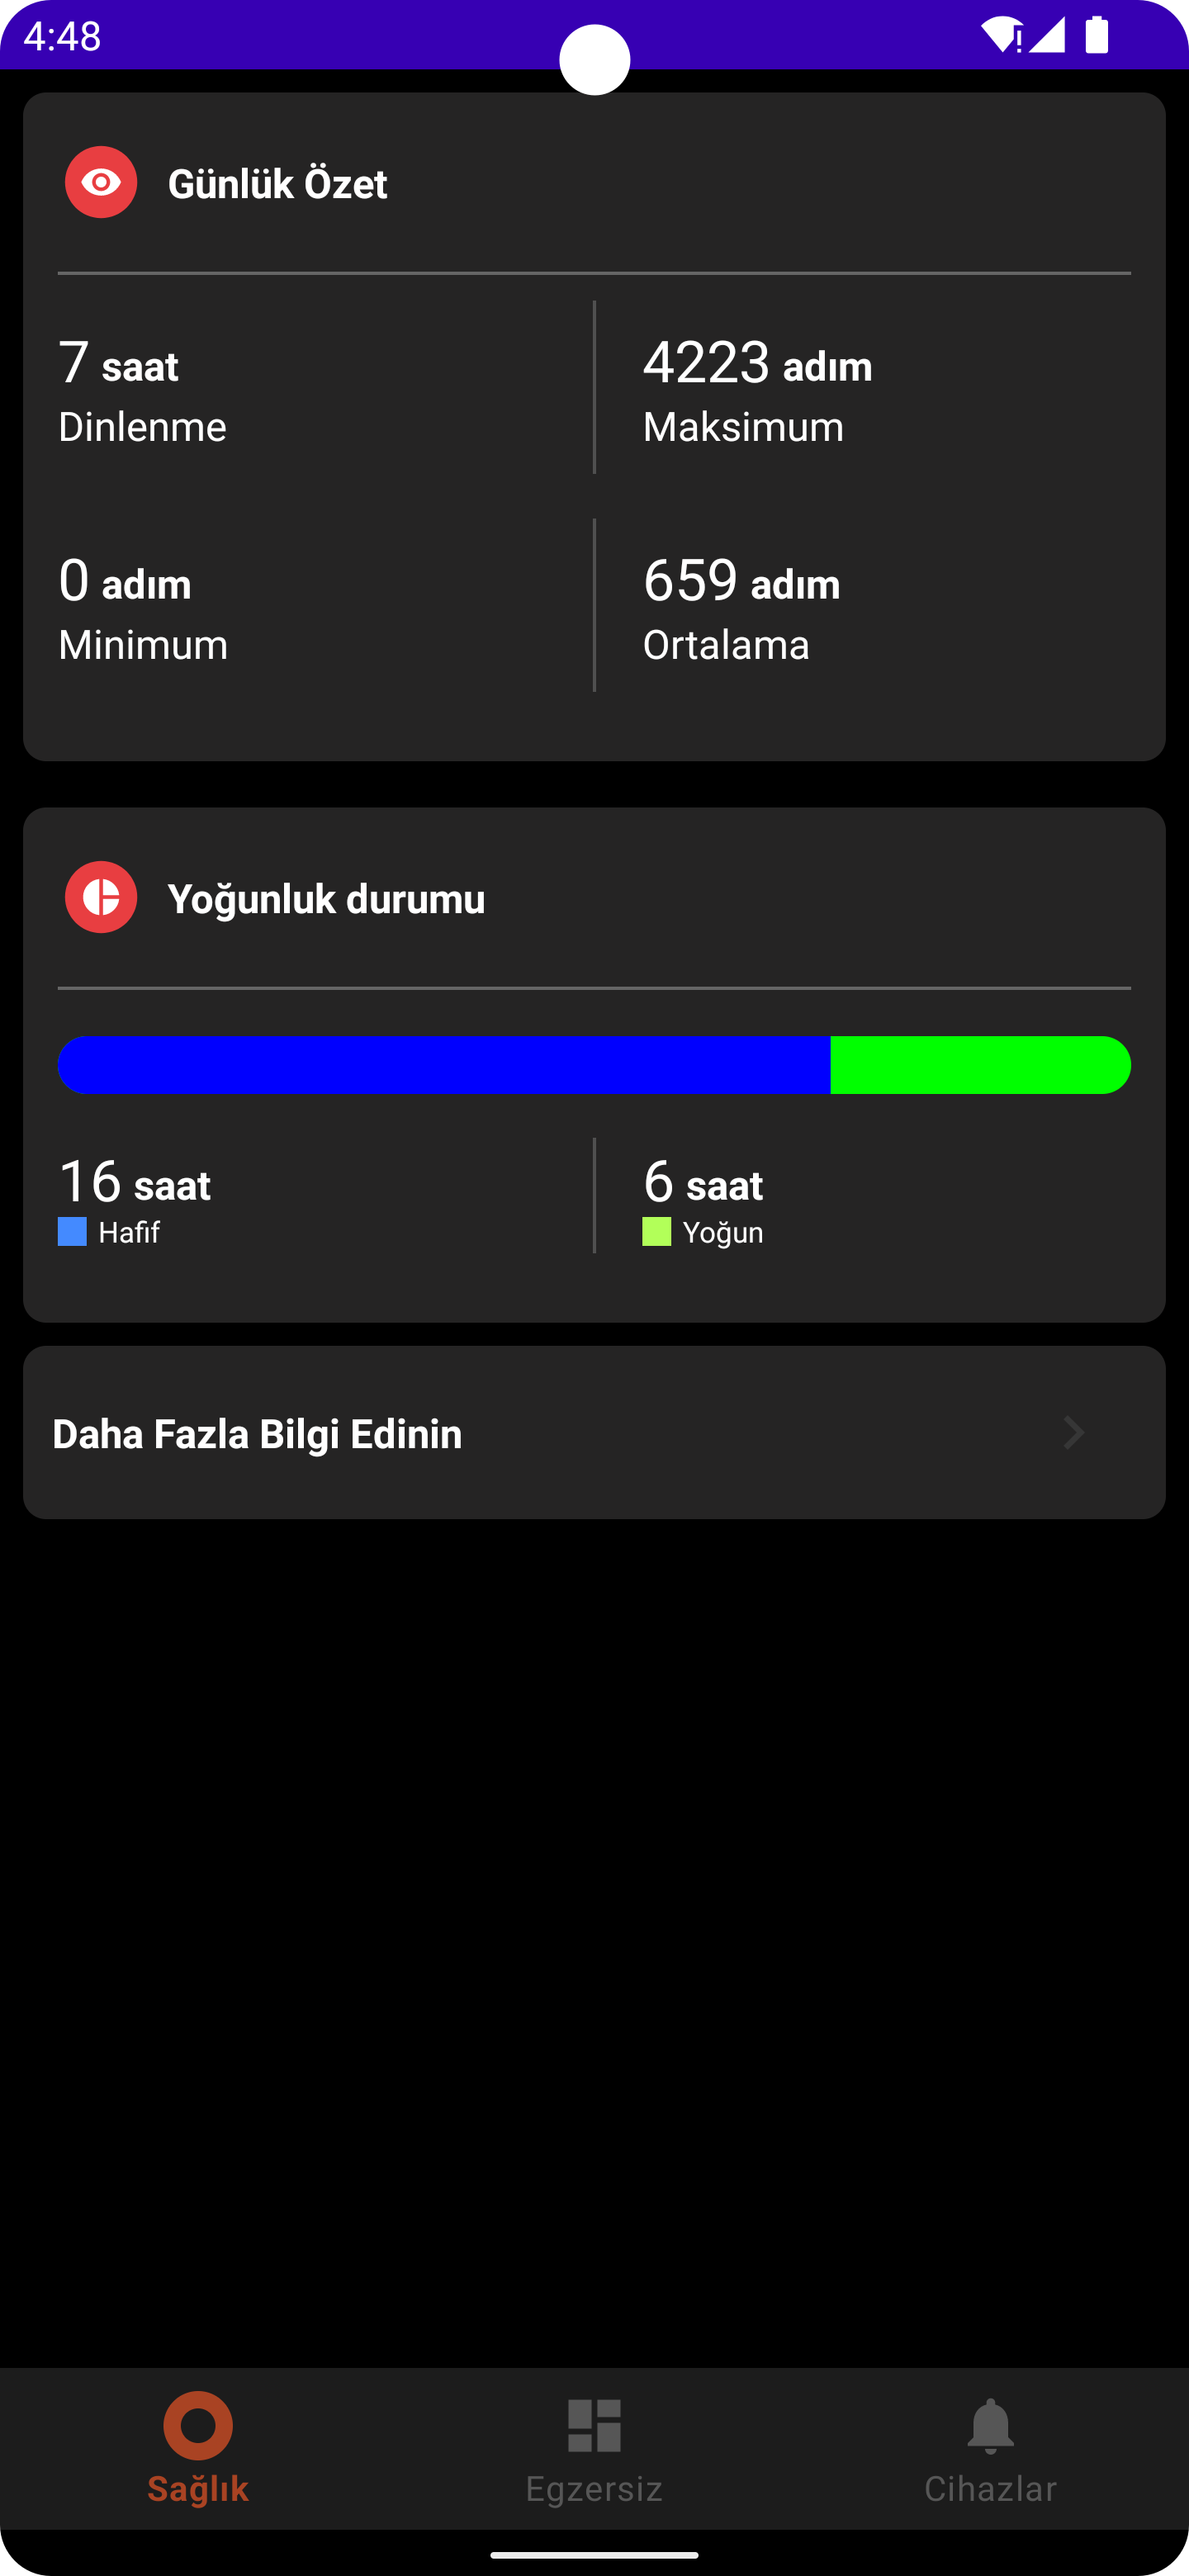 4:48
Günlük Özet
7 saat
Dinlenme
4223 adım
Maksimum
0 adım
Minimum
659 adım
Ortalama
Yoğunluk durumu
16 saat
Hafif
6 saat
Yoğun
Daha Fazla Bilgi Edinin
Sağlık
Egzersiz
Cihazlar